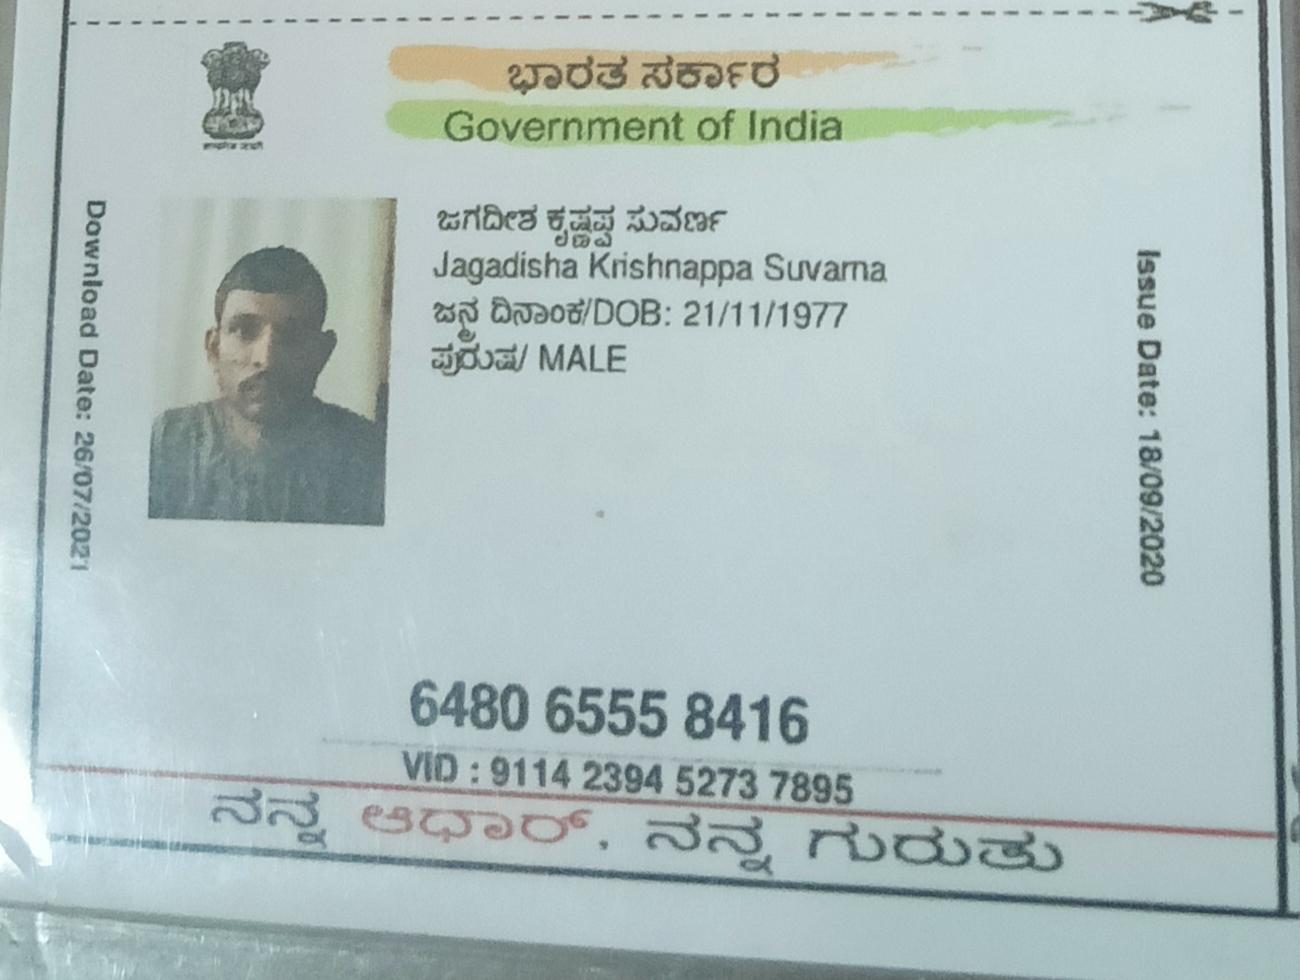 ಭಾರತ ಸರ್ಕಾರ
Government of India
Download Date: 26/07/2021
ಜಗದೀಶ ಕೃಷ್ಣಪ್ಪ ಸುವರ್ಣ
Jagadisha Krishnappa Suvarna
ಜನ್ಮ ದಿನಾಂಕ/DOB: 21/11/1977
ಪುರುಷ/ MALE
Issue Date: 18/09/2020
6480 6555 8416
VID : 9114 2394 5273 7895
ನನ್ನ ಆಧಾರ್, ನನ್ನ ಗುರುತು